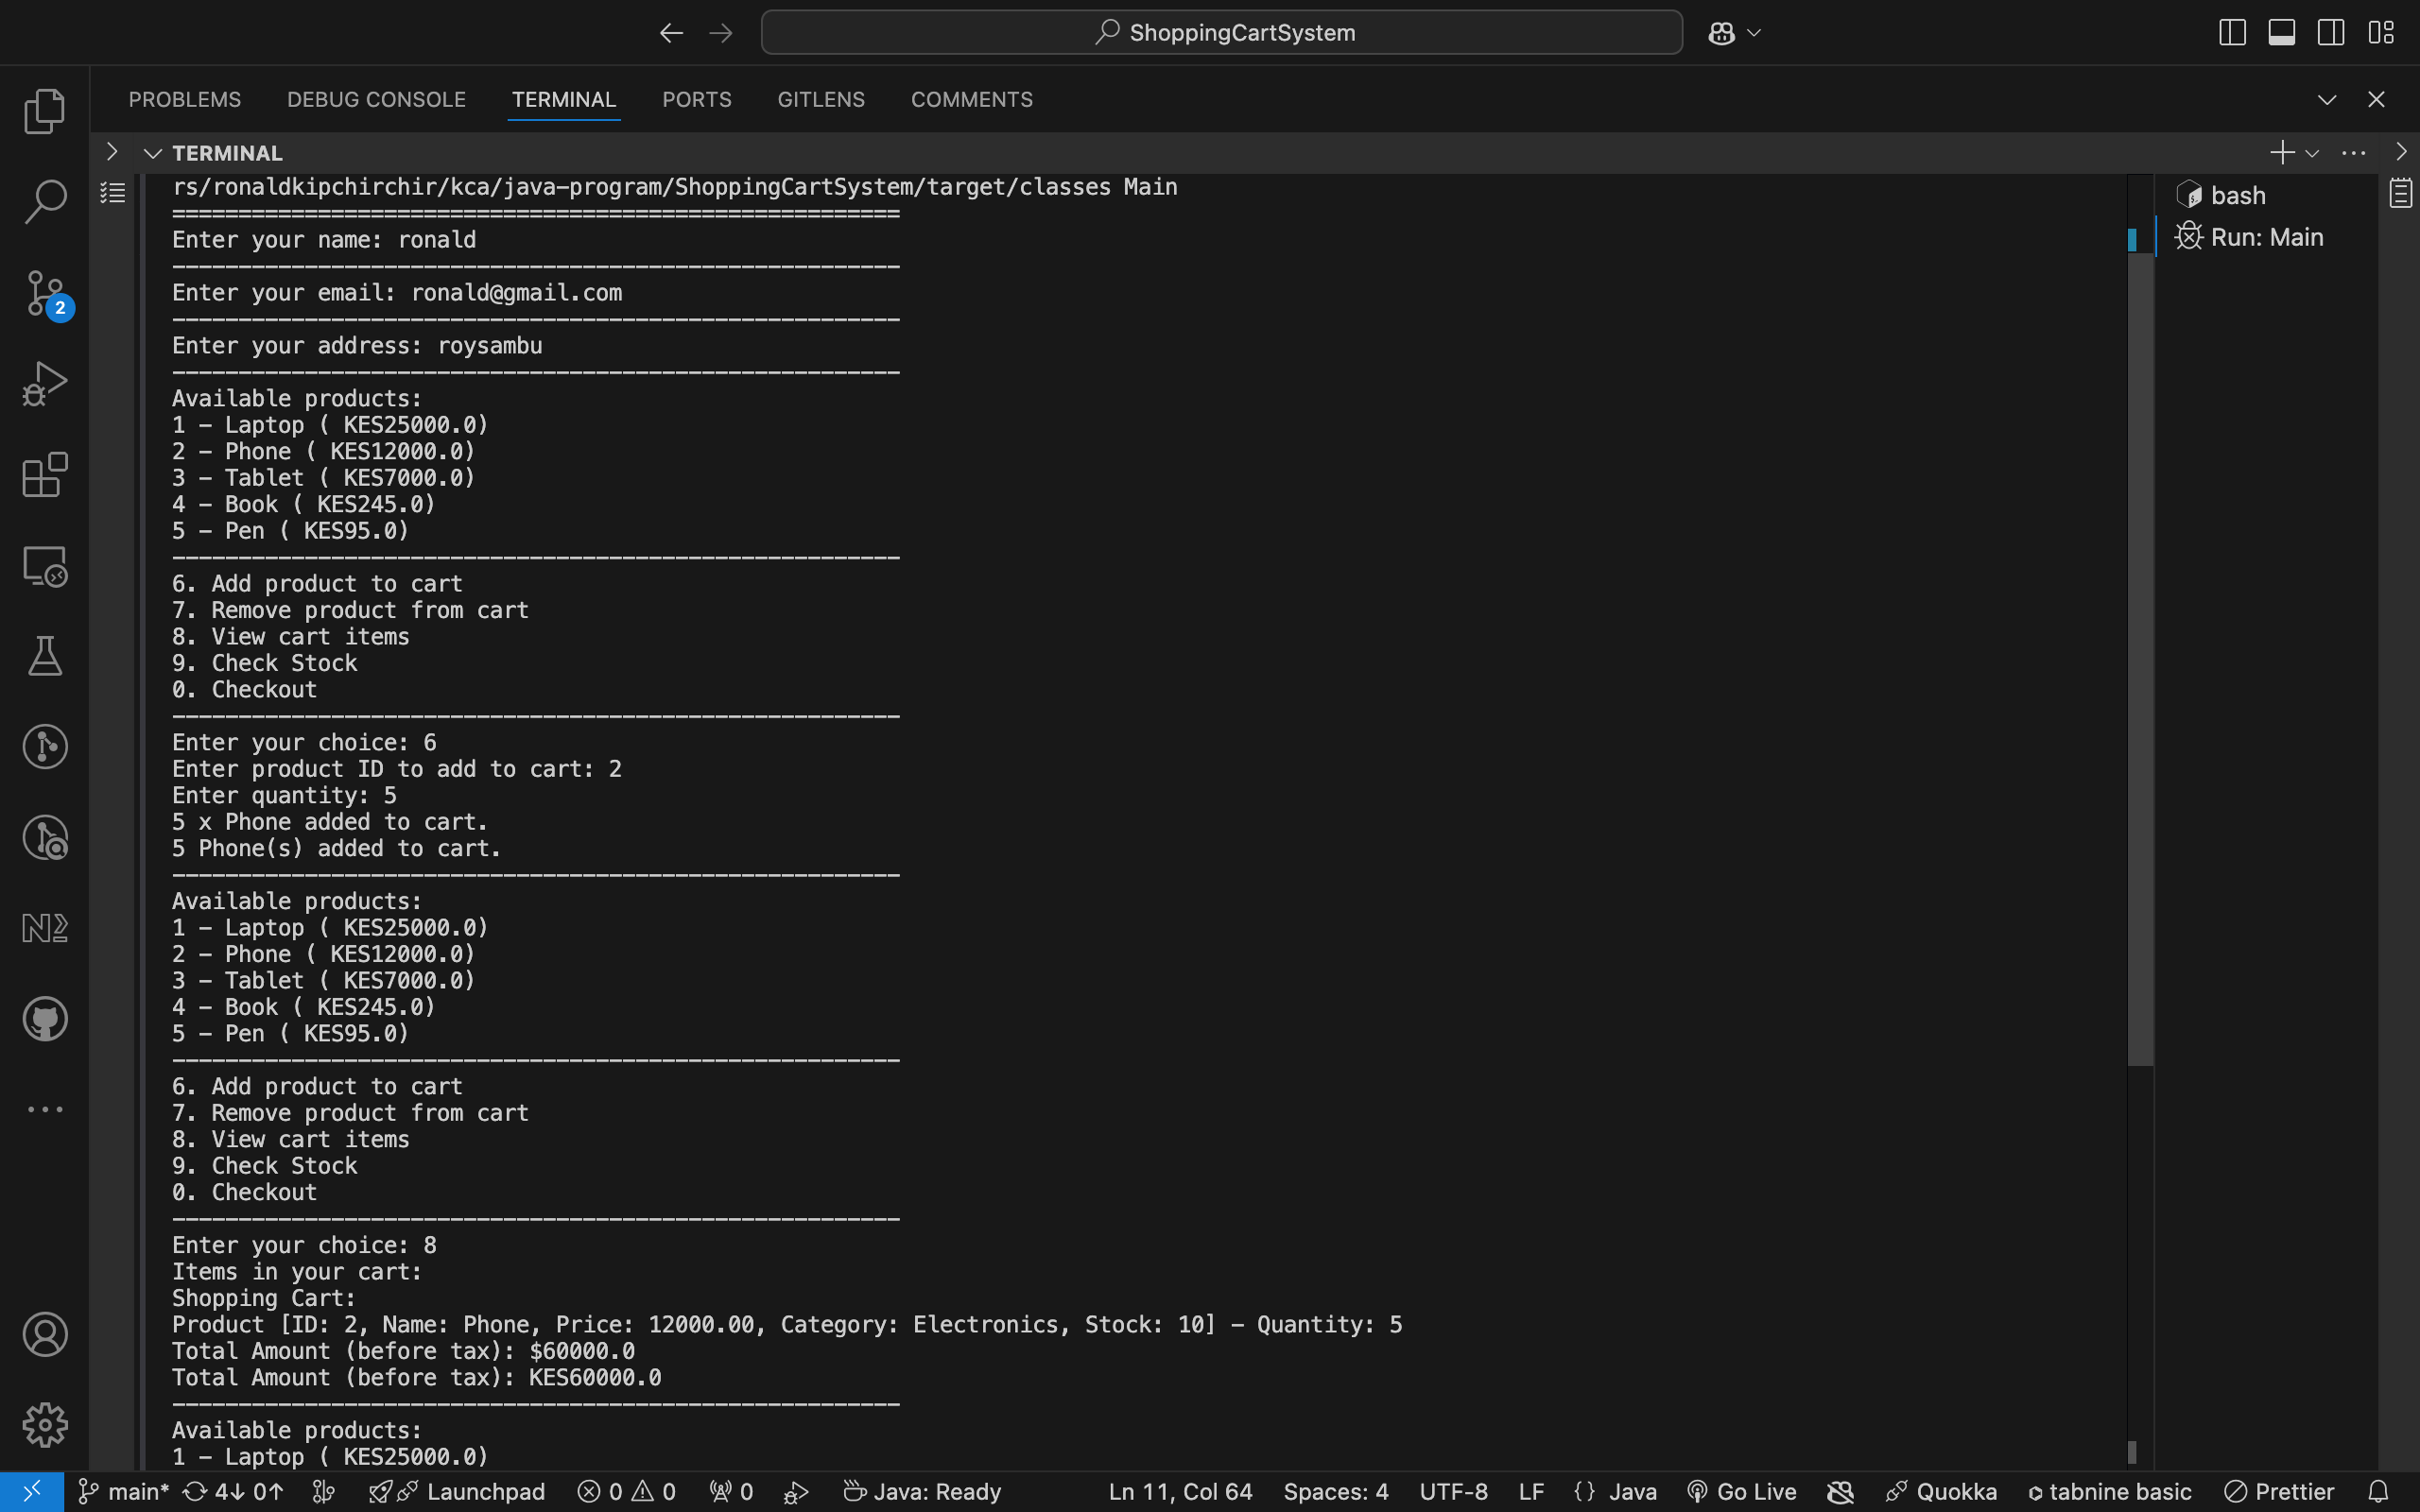 ShoppingCartSystem
PROBLEMS DEBUG CONSOLE TERMINAL PORTS GITLENS COMMENTS
TERMINAL
rs/ronaldkipchirchir/kca/java-program/ShoppingCartSystem/target/classes Main
=======================================================
Enter your name: ronald
-------------------------------------------------------
Enter your email: ronald@gmail.com
-------------------------------------------------------
Enter your address: roysambu
-------------------------------------------------------
Available products:
1 - Laptop ( KES25000.0)
2 - Phone ( KES12000.0)
3 - Tablet ( KES7000.0)
4 - Book ( KES245.0)
5 - Pen ( KES95.0)
-------------------------------------------------------
6. Add product to cart
7. Remove product from cart
8. View cart items
9. Check Stock
0. Checkout
-------------------------------------------------------
Enter your choice: 6
Enter product ID to add to cart: 2
Enter quantity: 5
5 x Phone added to cart.
5 Phone(s) added to cart.
-------------------------------------------------------
Available products:
1 - Laptop ( KES25000.0)
2 - Phone ( KES12000.0)
3 - Tablet ( KES7000.0)
4 - Book ( KES245.0)
5 - Pen ( KES95.0)
-------------------------------------------------------
6. Add product to cart
7. Remove product from cart
8. View cart items
9. Check Stock
0. Checkout
-------------------------------------------------------
Enter your choice: 8
Items in your cart:
Shopping Cart:
Product [ID: 2, Name: Phone, Price: 12000.00, Category: Electronics, Stock: 10] - Quantity: 5
Total Amount (before tax): $60000.0
Total Amount (before tax): KES60000.0
-------------------------------------------------------
Available products:
1 - Laptop ( KES25000.0)
bash
Run: Main
2
main* 4↓ 0↑ Launchpad 0 0 0 Java: Ready Ln 11, Col 64 Spaces: 4 UTF-8 LF {} Java Go Live Quokka tabnine basic Prettier